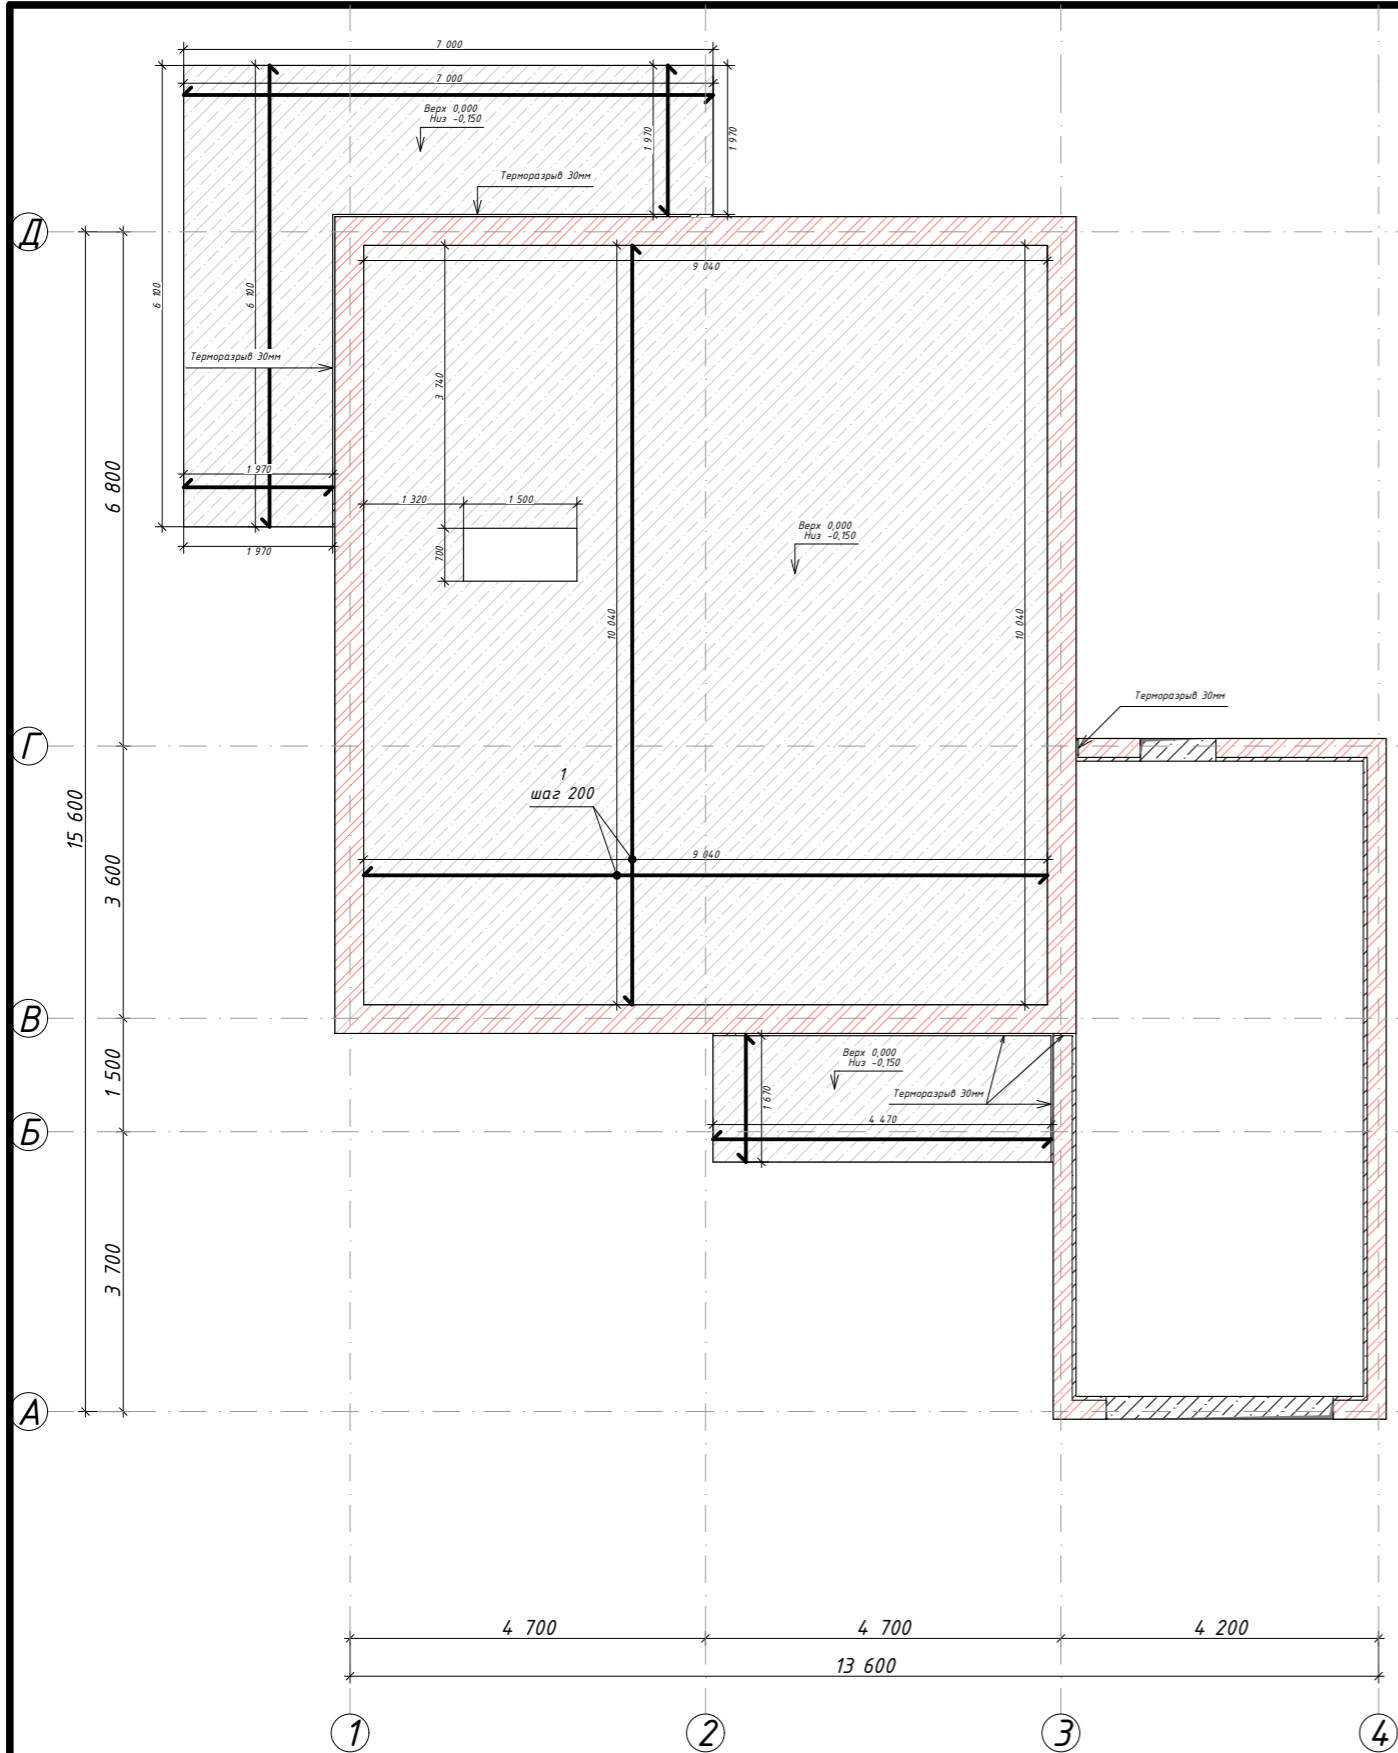 7 000
7 000
Верх 0,000
Низ -0,150
1 970
1 970
Терморазрыв 30мм
Д
9 040
6 100
6 100
Терморазрыв 30мм
3 740
6 800
1 970
1 320
1 500
Верх 0,000
Низ -0,150
1 970
700
10 040
10 040
Терморазрыв 30мм
Г
1
шаг 200
15 600
3 600
9 040
В
1 500
Верх 0,000
Низ -0,150
1 670
Терморазрыв 30мм
4 470
Б
3 700
А
4 700
4 700
4 200
13 600
1
2
3
4